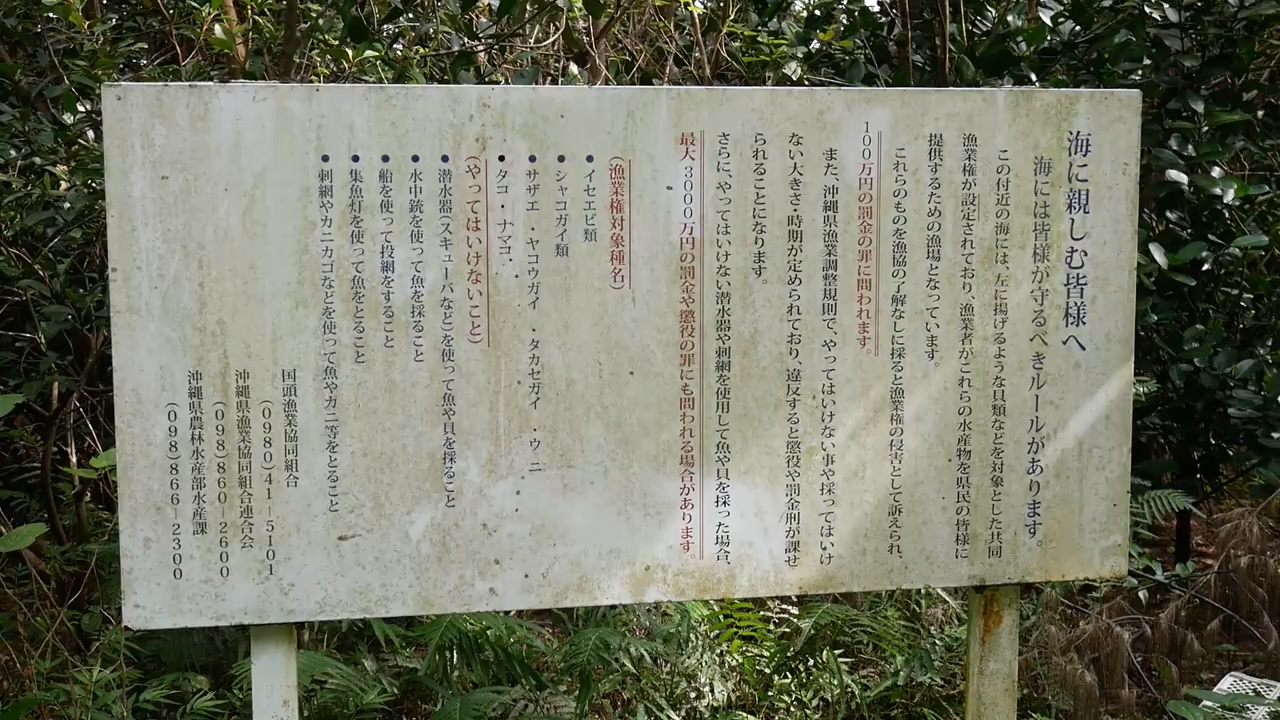 海に親しむ皆様へ
海には皆様が守るべきルールがあります。
この付近の海には、左に揚げるような貝類などを対象とした共同
漁業権が設定されており、漁業者がこれらの水産物を県民の皆様に
提供するための漁場となっています。
これらのものを漁協の了解なしに採ると漁業権の侵害として訴えられ、
100万円の罰金の罪に問われます。
また、沖縄県漁業調整規則で、やってはいけない事や採ってはいけ
ない大きさ・時期が定められており、違反すると懲役や罰金刑が課せ
られることになります。
さらに、やってはいけない潜水器や刺網を使用して魚や貝を採った場合、
最大3000万円の罰金や懲役の罪にも問われる場合があります。
(漁業権対象種名)
●イセエビ類
●シャコガイ類
●サザエ・ヤコウガイ・タカセガイ・ウニ
●タコ・ナマコ
(やってはいけないこと)
●潜水器(スキューバなど)を使って魚や貝を採ること
●水中銃を使って魚を採ること
●船を使って投網をすること
●集魚灯を使って魚をとること
●刺網やカニカゴなどを使って魚やカニ等をとること
国頭漁業協同組合
(0980)41-5101
沖縄県漁業協同組合連合会
(098)860-2600
沖縄県農林水産部水産課
(098)866-2300